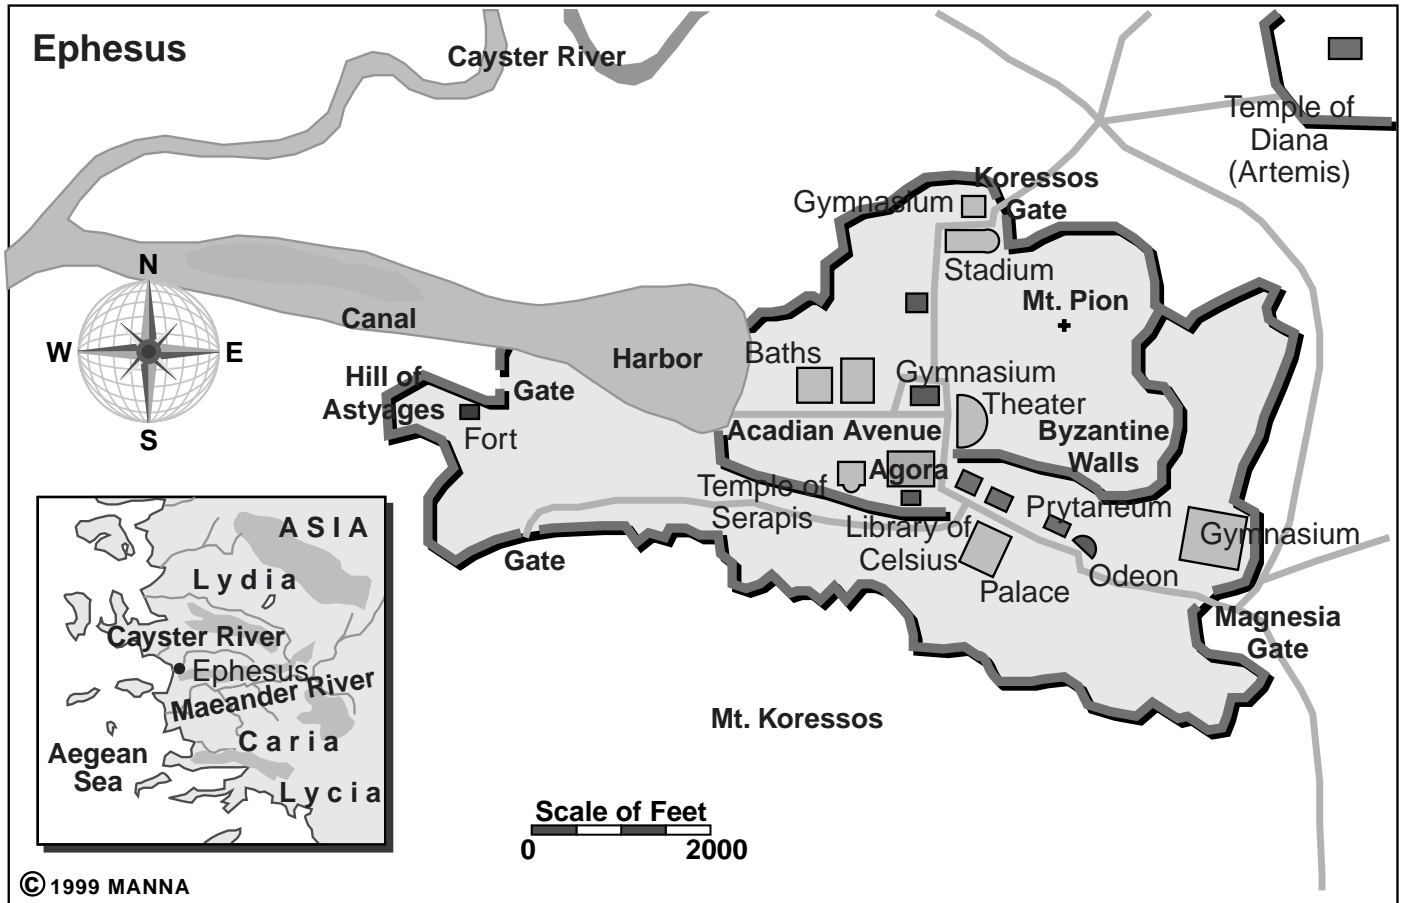 Ephesus
Cayster River
Temple of
Diana
(Artemis)
Koressos
Gate
Gymnasium
Stadium
Mt. Pion
N
W
E
S
Canal
Harbor
Baths
Gymnasium
Theater
Hill of
Astyages
Gate
Fort
Acadian Avenue
Byzantine
Walls
Agora
Temple of
Serapis
Prytaneum
Library of
Celsius
Gymnasium
Gate
Odeon
Palace
Magnesia
Gate
Mt. Koressos
ASIA
Lydia
Cayster River
Ephesus
Maeander River
Caria
Aegean
Sea
Lycia
Scale of Feet
0 2000
© 1999 MANNA